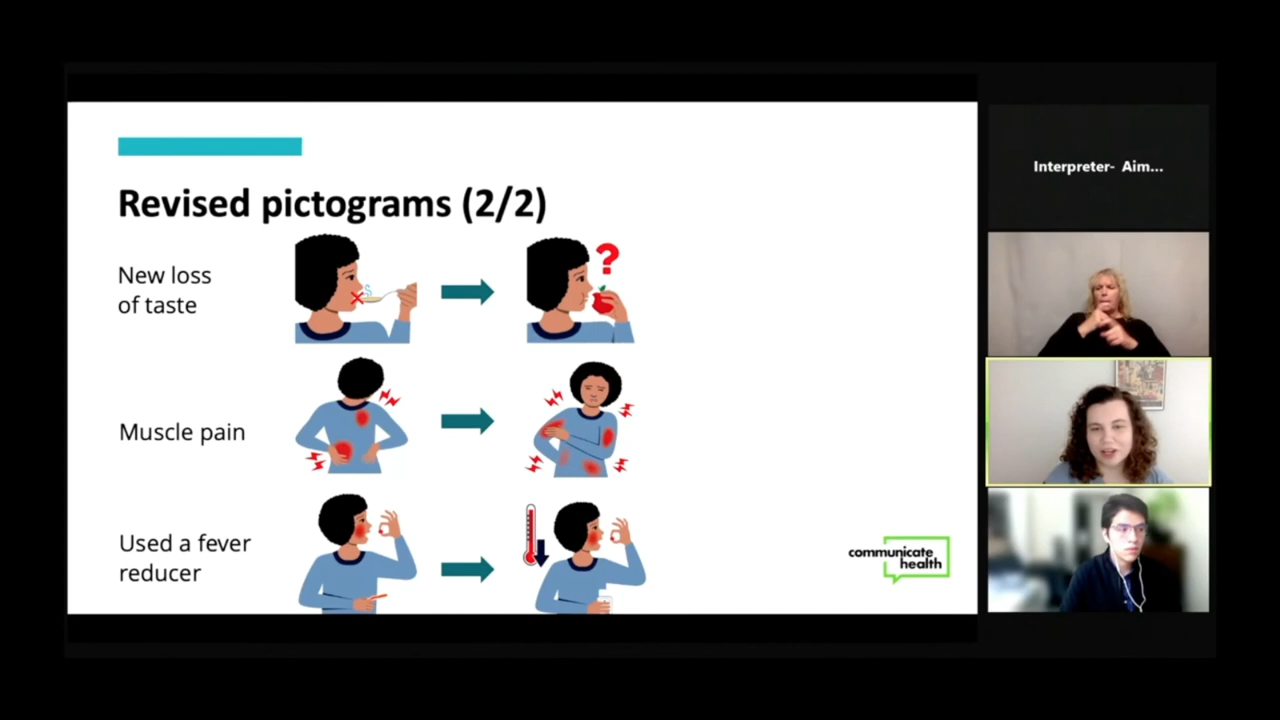 Revised pictograms (2/2)
New loss
of taste
?
Muscle pain
Used a fever
reducer
communicate
health
Interpreter- Aim...